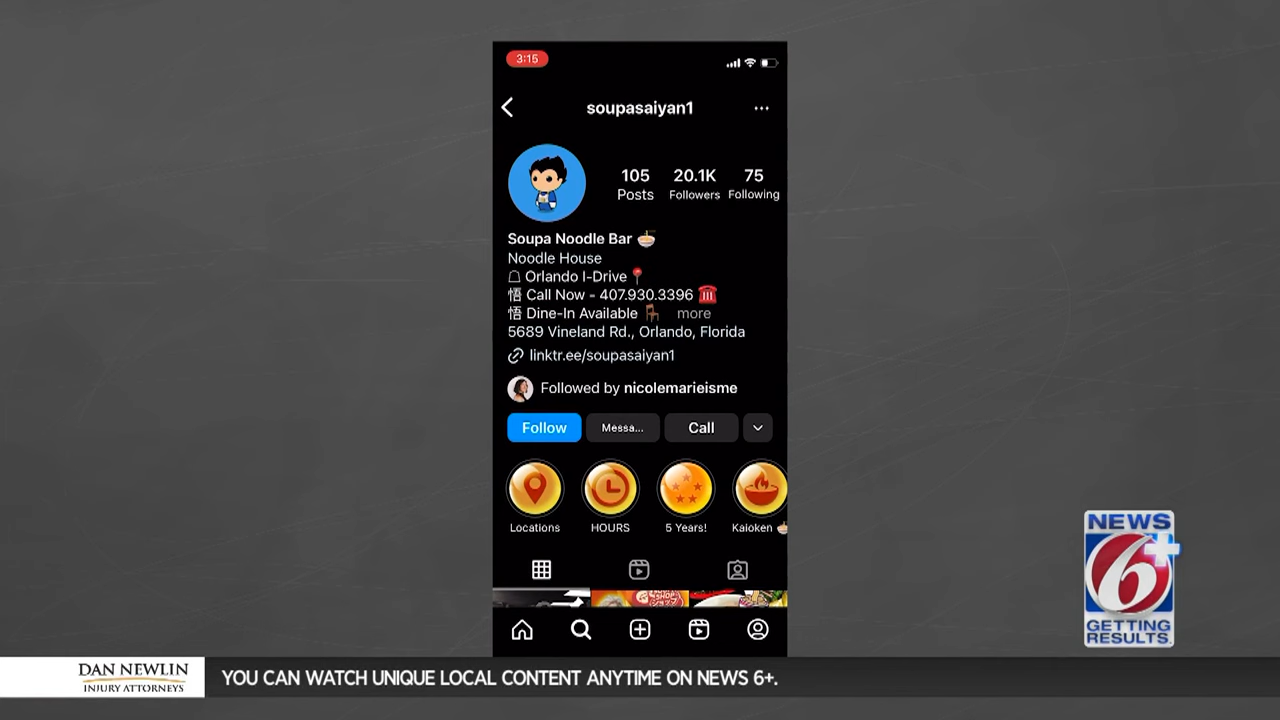 3:15
soupasaiyan1
105
Posts
20.1K
Followers
75
Following
Soupa Noodle Bar 🍜
Noodle House
☖ Orlando I-Drive📍
悟 Call Now - 407.930.3396 ☎️
悟 Dine-In Available 🪑 more
5689 Vineland Rd., Orlando, Florida
linktr.ee/soupasaiyan1
Followed by nicolemarieisme
Follow
Messa...
Call
Locations
HOURS
5 Years!
Kaioken 🍜
NEWS
6+
GETTING
RESULTS.
DAN NEWLIN
INJURY ATTORNEYS
YOU CAN WATCH UNIQUE LOCAL CONTENT ANYTIME ON NEWS 6+.